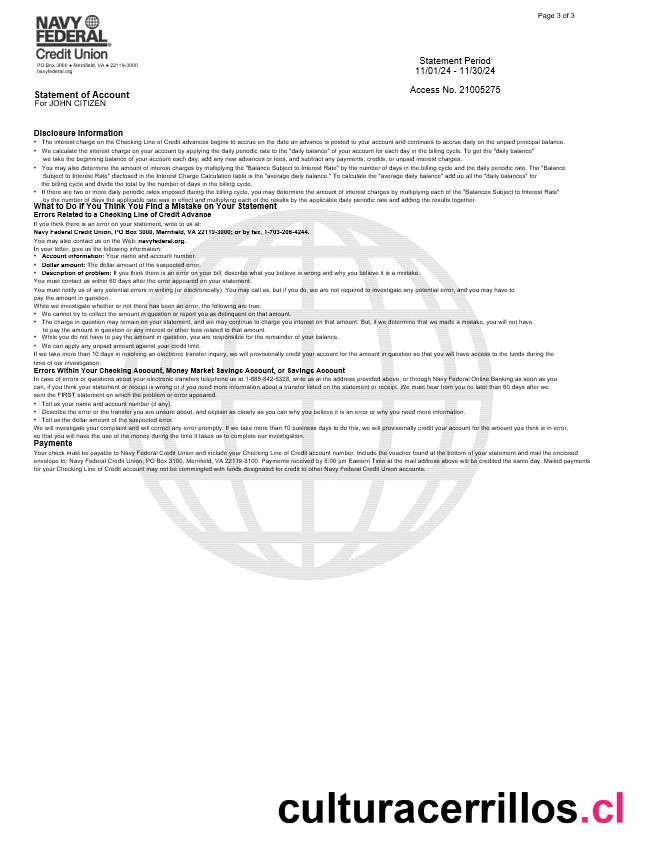 Page 3 of 3
NAVY
FEDERAL
Credit Union
PO Box 3000 • Merrifield, VA • 22119-3000
navyfederal.org
Statement Period
11/01/24 - 11/30/24
Access No. 21005275
Statement of Account
For JOHN CITIZEN
Disclosure Information
• The interest charge on the Checking Line of Credit advances begins to accrue on the date an advance is posted to your account and continues to accrue daily on the unpaid principal balance.
• We calculate the interest charge on your account by applying the daily periodic rate to the "daily balance" of your account for each day in the billing cycle. To get the "daily balance"
we take the beginning balance of your account each day, add any new advances or fees, and subtract any payments, credits, or unpaid interest charges.
• You may also determine the amount of interest charges by multiplying the "Balance Subject to Interest Rate" by the number of days in the billing cycle and the daily periodic rate. The "Balance
Subject to Interest Rate" disclosed in the Interest Charge Calculation table is the "average daily balance." To calculate the "average daily balance" add up all the "daily balances" for
the billing cycle and divide the total by the number of days in the billing cycle.
• If there are two or more daily periodic rates imposed during the billing cycle, you may determine the amount of interest charges by multiplying each of the "Balances Subject to Interest Rate"
by the number of days the applicable rate was in effect and multiplying each of the results by the applicable daily periodic rate and adding the results together.
What to Do if You Think You Find a Mistake on Your Statement
Errors Related to a Checking Line of Credit Advance
If you think there is an error on your statement, write to us at:
Navy Federal Credit Union, PO Box 3000, Merrifield, VA 22119-3000; or by fax, 1-703-206-4244.
You may also contact us on the Web: navyfederal.org.
In your letter, give us the following information:
• Account information: Your name and account number.
• Dollar amount: The dollar amount of the suspected error.
• Description of problem: If you think there is an error on your bill, describe what you believe is wrong and why you believe it is a mistake.
You must contact us within 60 days after the error appeared on your statement.
You must notify us of any potential errors in writing (or electronically). You may call us, but if you do, we are not required to investigate any potential error, and you may have to
pay the amount in question.
While we investigate whether or not there has been an error, the following are true:
• We cannot try to collect the amount in question or report you as delinquent on that amount.
• The charge in question may remain on your statement, and we may continue to charge you interest on that amount. But, if we determine that we made a mistake, you will not have
to pay the amount in question or any interest or other fees related to that amount.
• While you do not have to pay the amount in question, you are responsible for the remainder of your balance.
• We can apply any unpaid amount against your credit limit.
If we take more than 10 days in resolving an electronic transfer inquiry, we will provisionally credit your account for the amount in question so that you will have access to the funds during the
time of our investigation.
Errors Within Your Checking Account, Money Market Savings Account, or Savings Account
In case of errors or questions about your electronic transfers telephone us at 1-888-842-6328, write us at the address provided above, or through Navy Federal Online Banking as soon as you
can, if you think your statement or receipt is wrong or if you need more information about a transfer listed on the statement or receipt. We must hear from you no later than 60 days after we
sent the FIRST statement on which the problem or error appeared.
• Tell us your name and account number (if any).
• Describe the error or the transfer you are unsure about, and explain as clearly as you can why you believe it is an error or why you need more information.
• Tell us the dollar amount of the suspected error.
We will investigate your complaint and will correct any error promptly. If we take more than 10 business days to do this, we will provisionally credit your account for the amount you think is in error,
so that you will have the use of the money during the time it takes us to complete our investigation.
Payments
Your check must be payable to Navy Federal Credit Union and include your Checking Line of Credit account number. Include the voucher found at the bottom of your statement and mail the enclosed
envelope to: Navy Federal Credit Union, PO Box 3100, Merrifield, VA 22119-3100. Payments received by 5:00 pm Eastern Time at the mail address above will be credited the same day. Mailed payments
for your Checking Line of Credit account may not be commingled with funds designated for credit to other Navy Federal Credit Union accounts.
culturacerrillos.cl